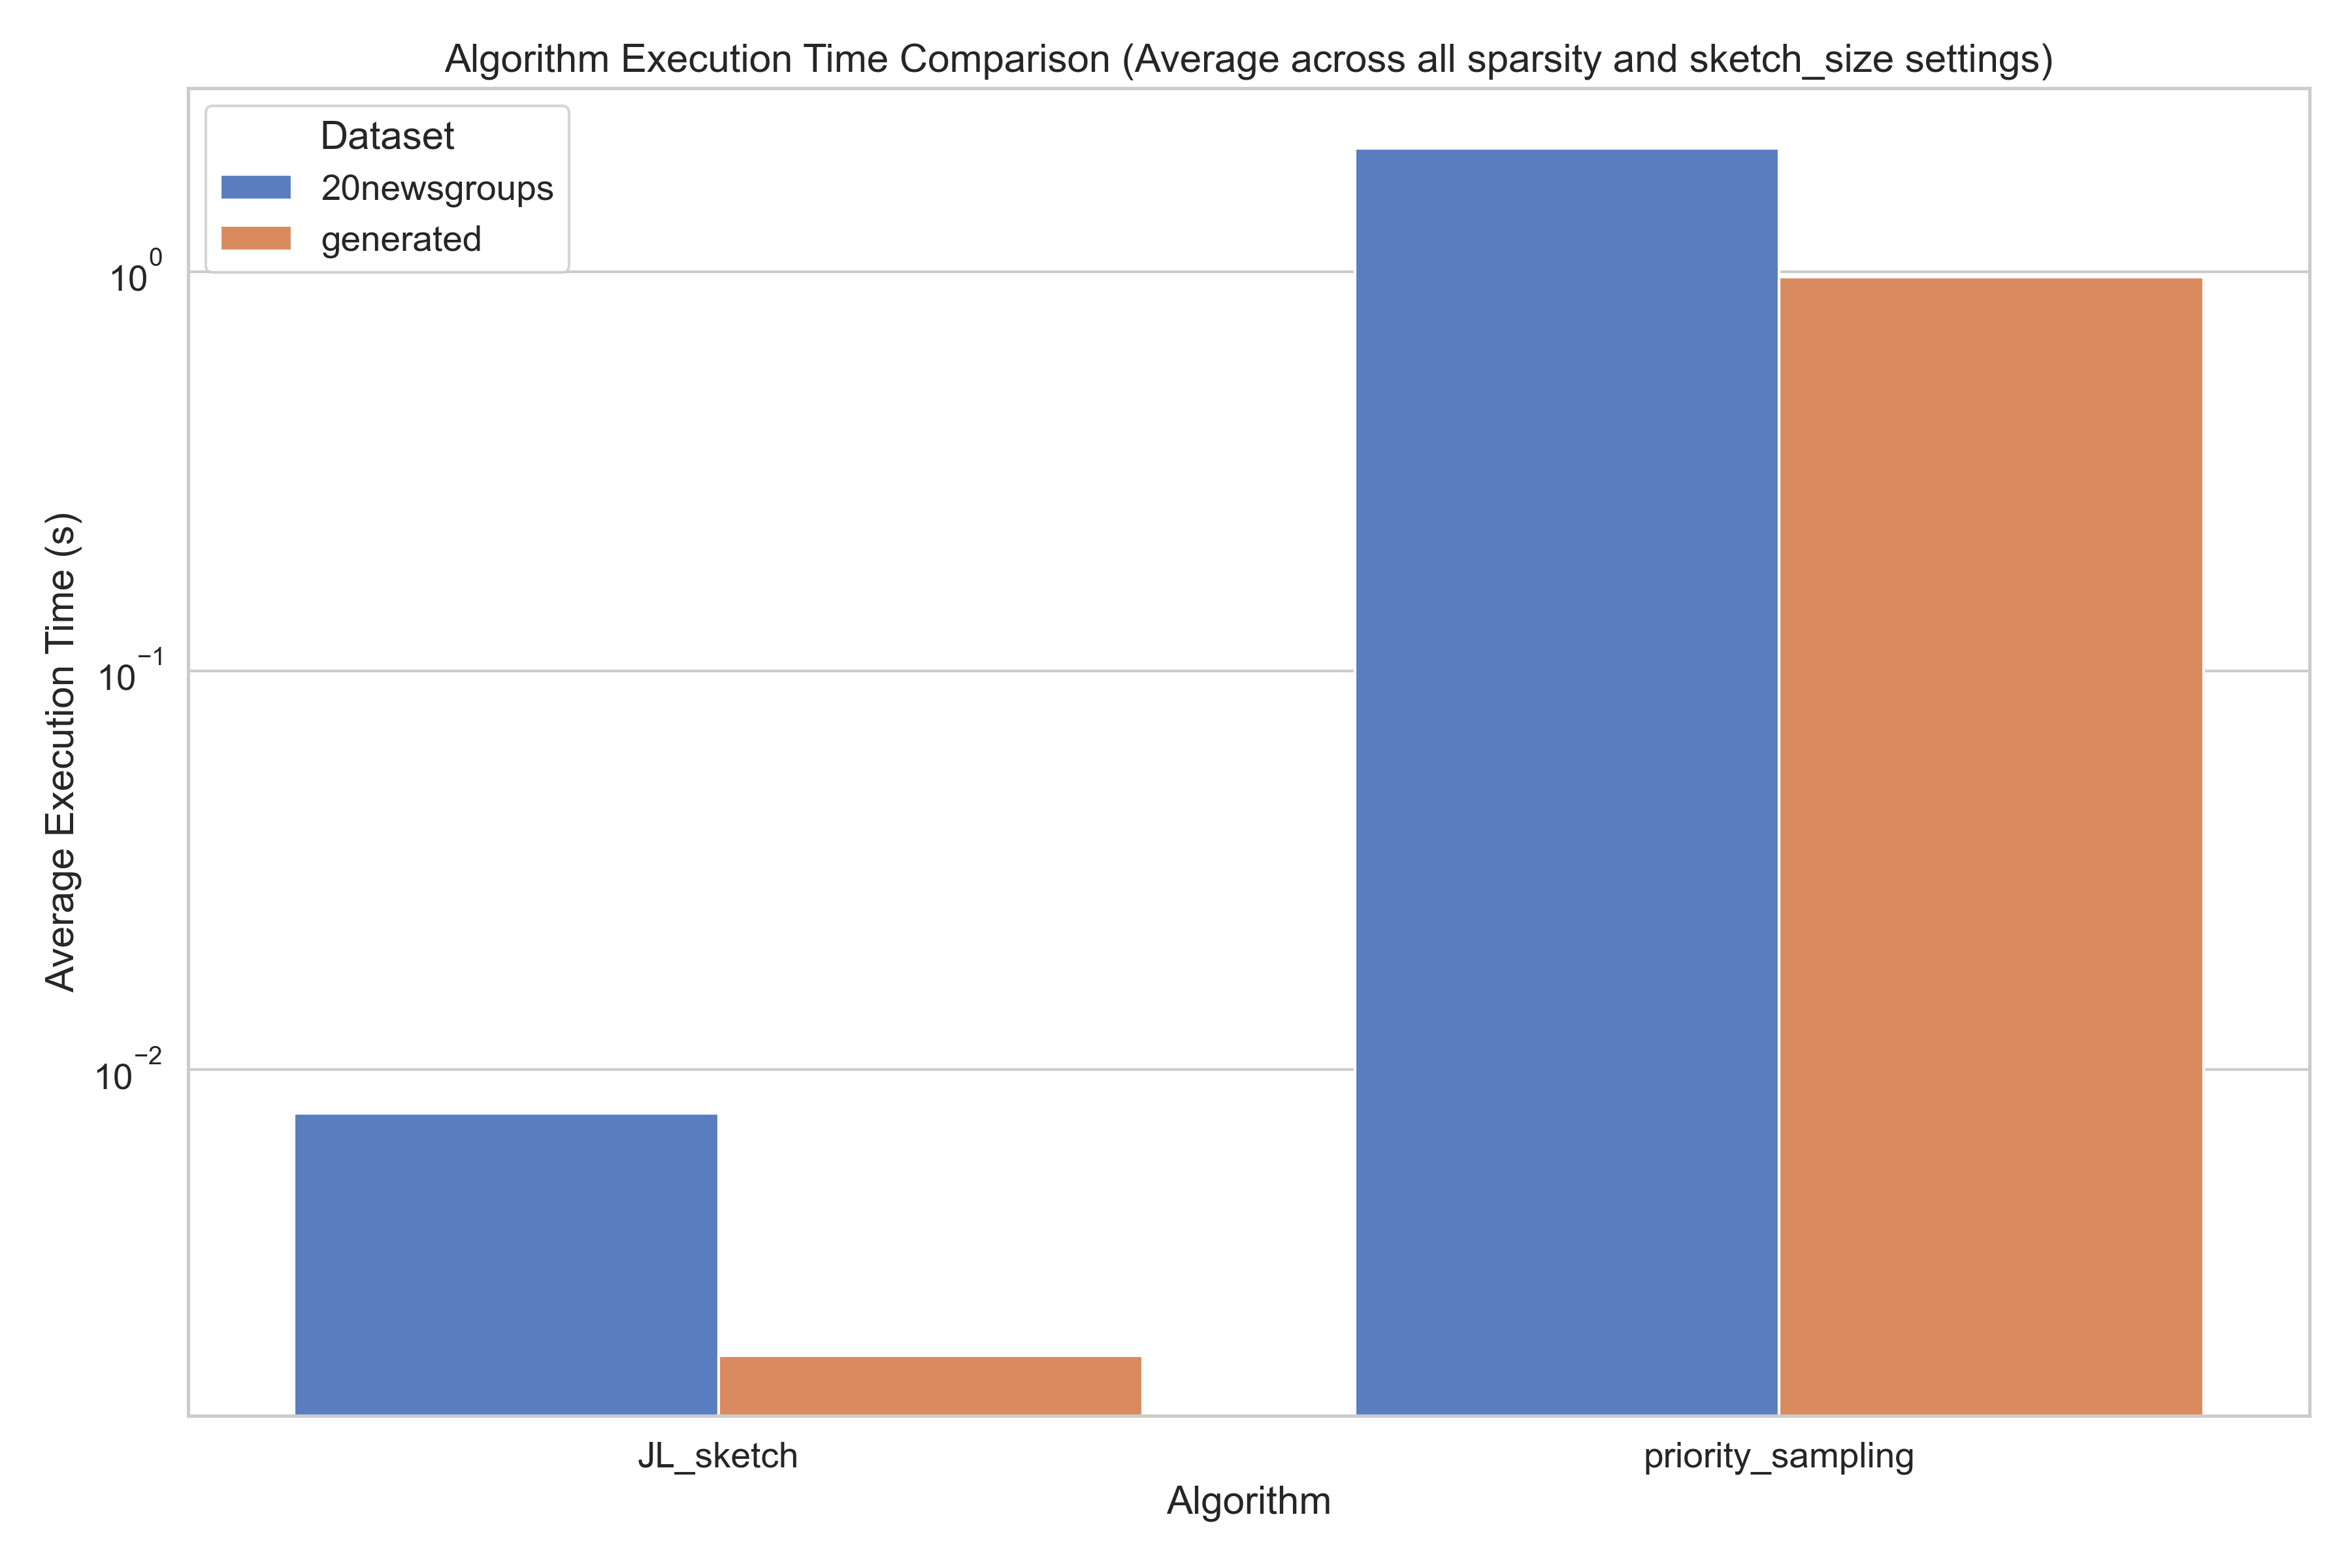 Algorithm Execution Time Comparison (Average across all sparsity and sketch_size settings)
Dataset
20newsgroups
generated
10^0
10^−1
10^−2
Average Execution Time (s)
JL_sketch
priority_sampling
Algorithm